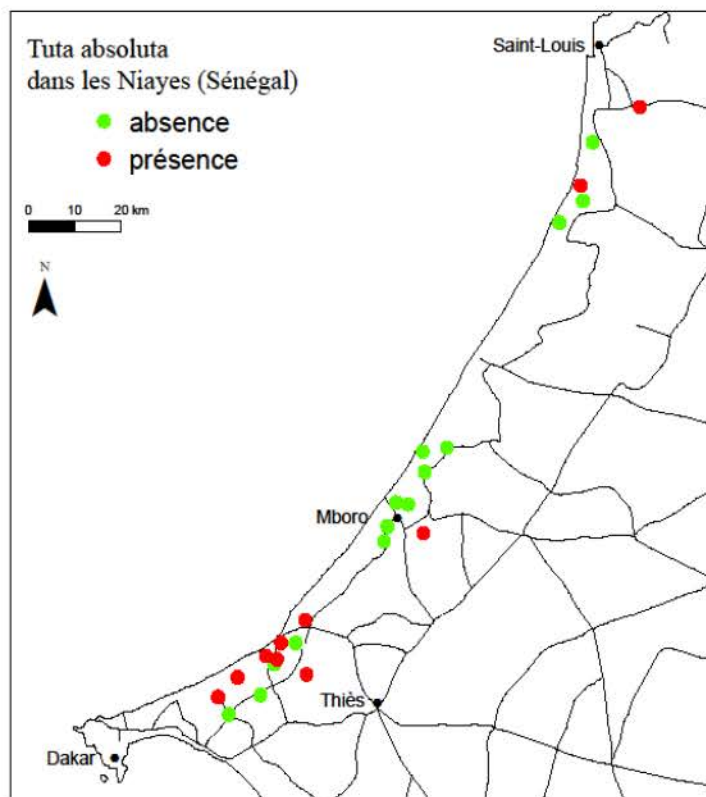 Tuta absoluta
dans les Niayes (Sénégal)
absence
présence
0 10 20 km
N
Saint-Louis
Mboro
Thiès
Dakar